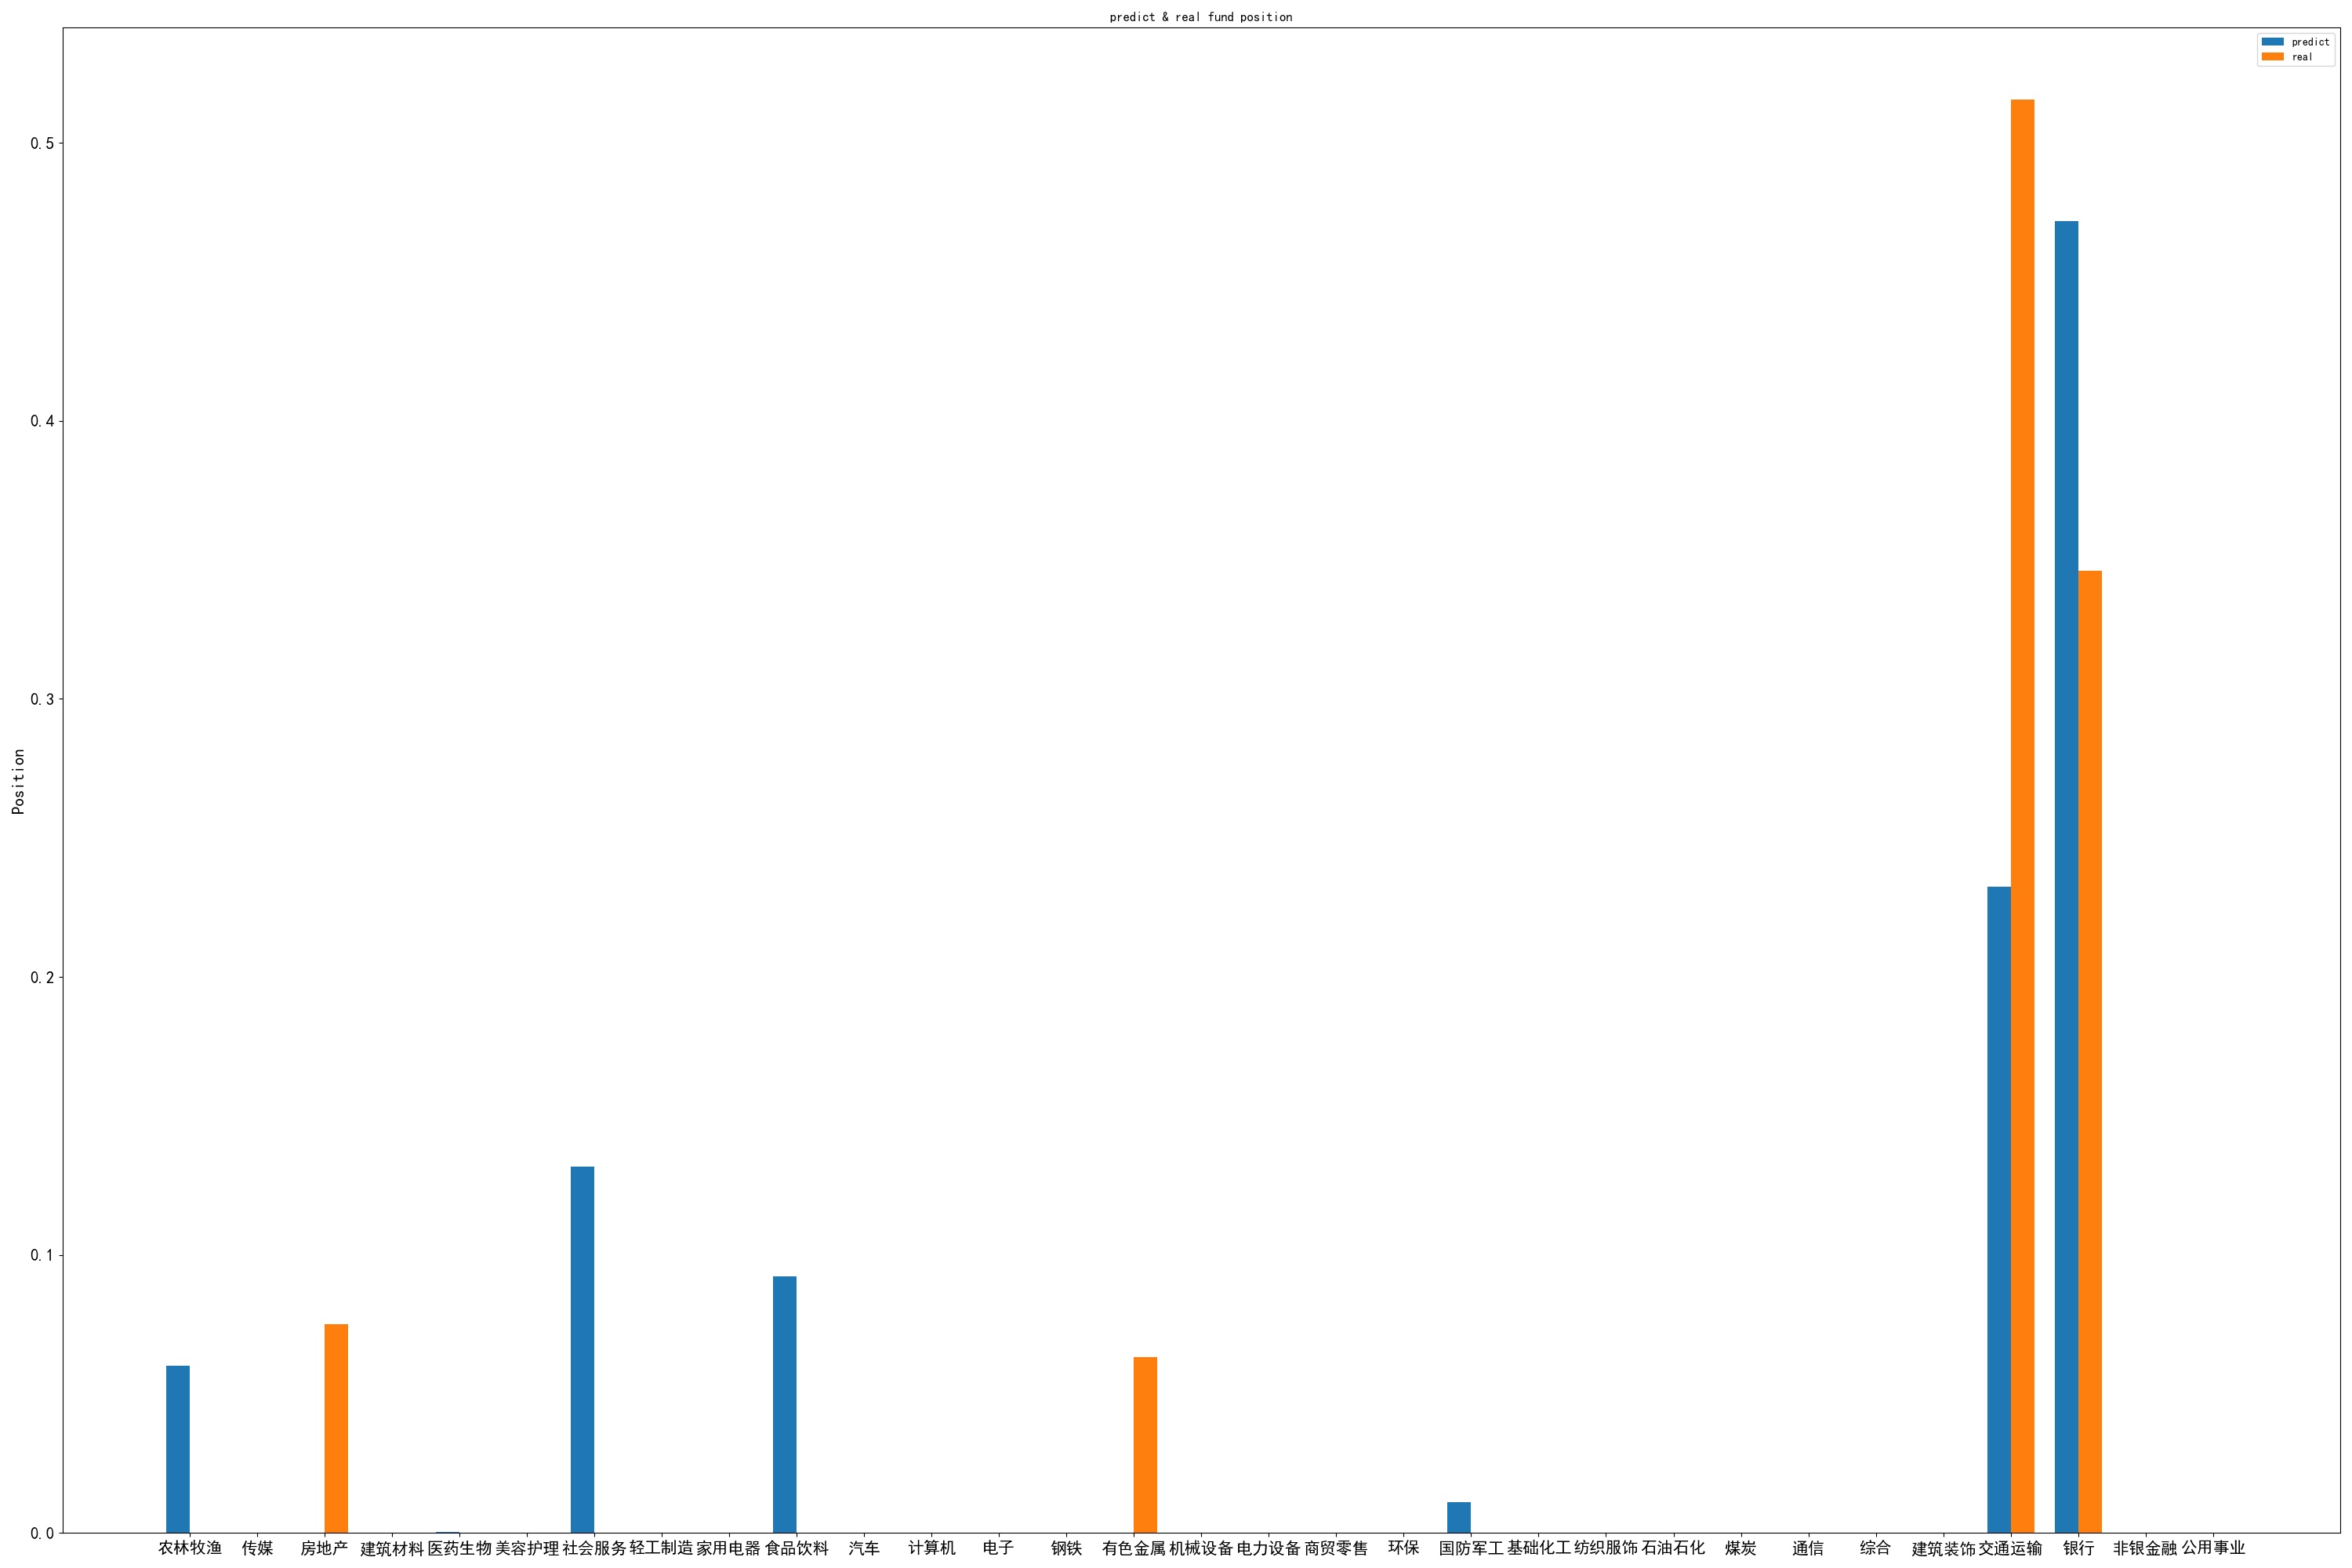 predict & real fund position
predict
real
Position
0.5
0.4
0.3
0.2
0.1
0.0
农林牧渔 传媒 房地产 建筑材料 医药生物 美容护理 社会服务 轻工制造 家用电器 食品饮料 汽车 计算机 电子 钢铁 有色金属 机械设备 电力设备 商贸零售 环保 国防军工 基础化工 纺织服饰 石油石化 煤炭 通信 综合 建筑装饰 交通运输 银行 非银金融 公用事业